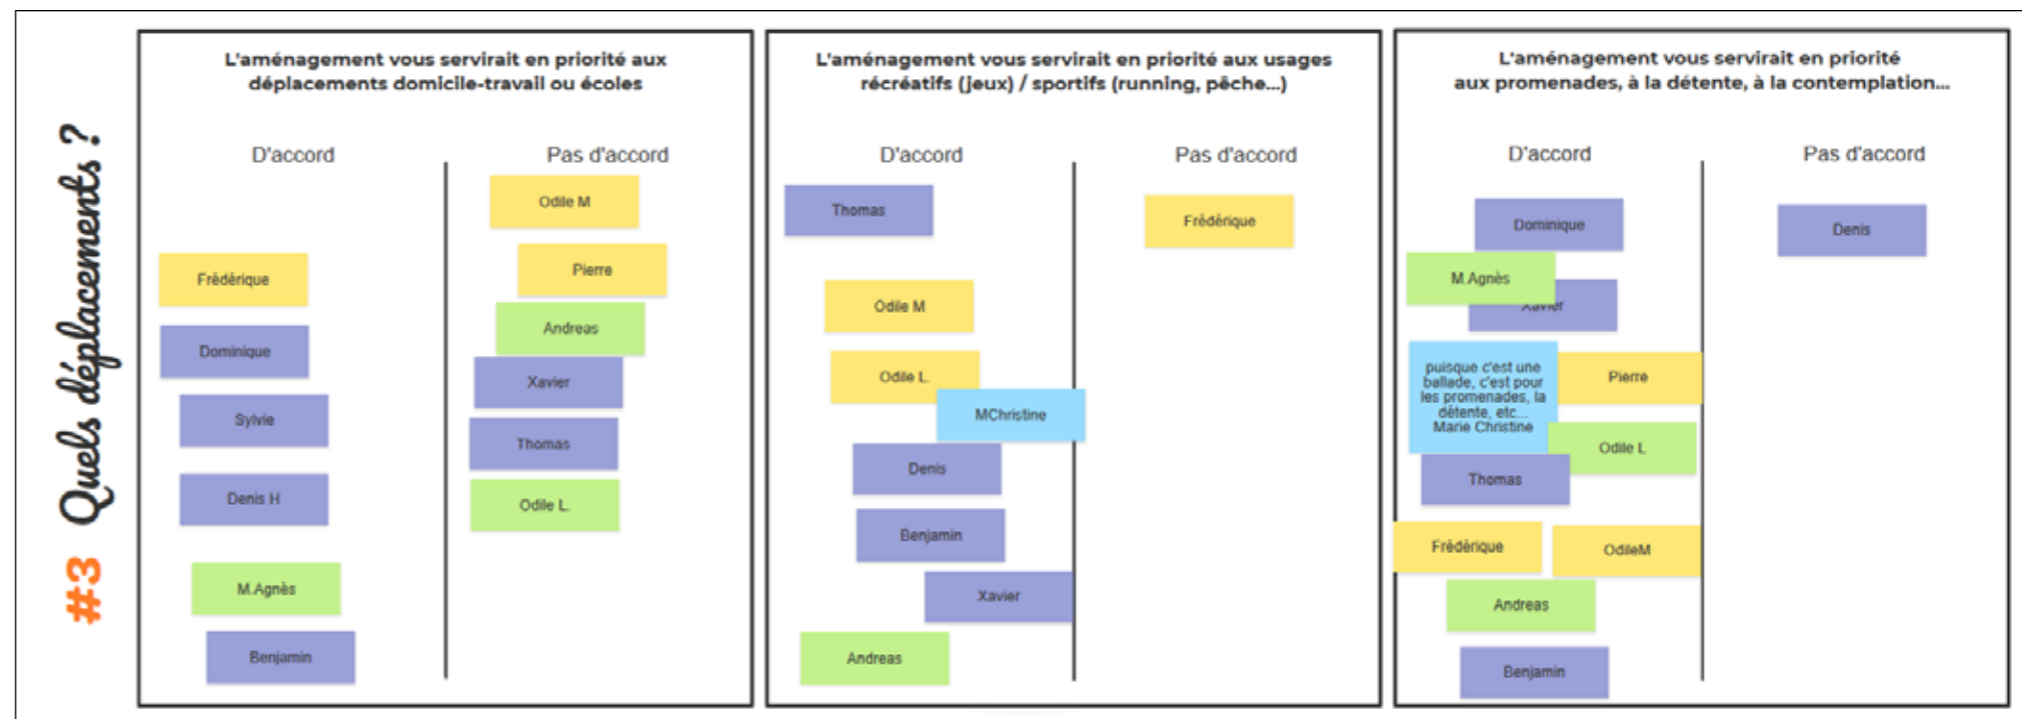 #3 Quels déplacements ?
L'aménagement vous servirait en priorité aux
déplacements domicile-travail ou écoles
D'accord
Pas d'accord
Frédérique
Dominique
Sylvie
Denis H
M.Agnès
Benjamin
Odile M
Pierre
Andreas
Xavier
Thomas
Odile L.
L'aménagement vous servirait en priorité aux usages
récréatifs (jeux) / sportifs (running, pêche...)
D'accord
Pas d'accord
Thomas
Odile M
Odile L.
MChristine
Denis
Benjamin
Xavier
Andreas
Frédérique
L'aménagement vous servirait en priorité
aux promenades, à la détente, à la contemplation...
D'accord
Pas d'accord
Dominique
M.Agnès
Xavier
puisque c'est une
ballade, c'est pour
les promenades, la
détente, etc...
Marie Christine
Pierre
Odile L
Thomas
Frédérique
OdileM
Andreas
Benjamin
Denis